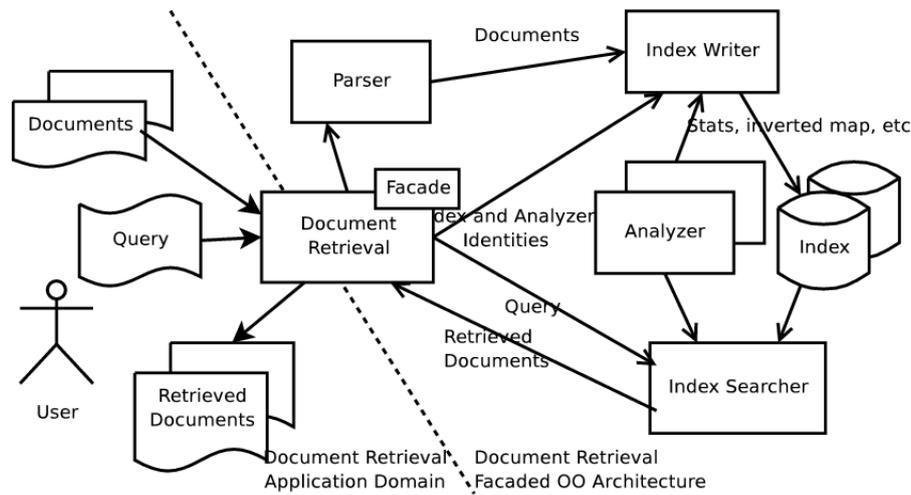 Documents
Index Writer
Parser
Documents
Stats, inverted map, etc
Facade
Document
Retrieval
dex and Analyzer
Identities
Analyzer
Query
Index
Query
Retrieved
Documents
Index Searcher
Retrieved
Documents
User
Document Retrieval
Application Domain
Document Retrieval
Facaded OO Architecture